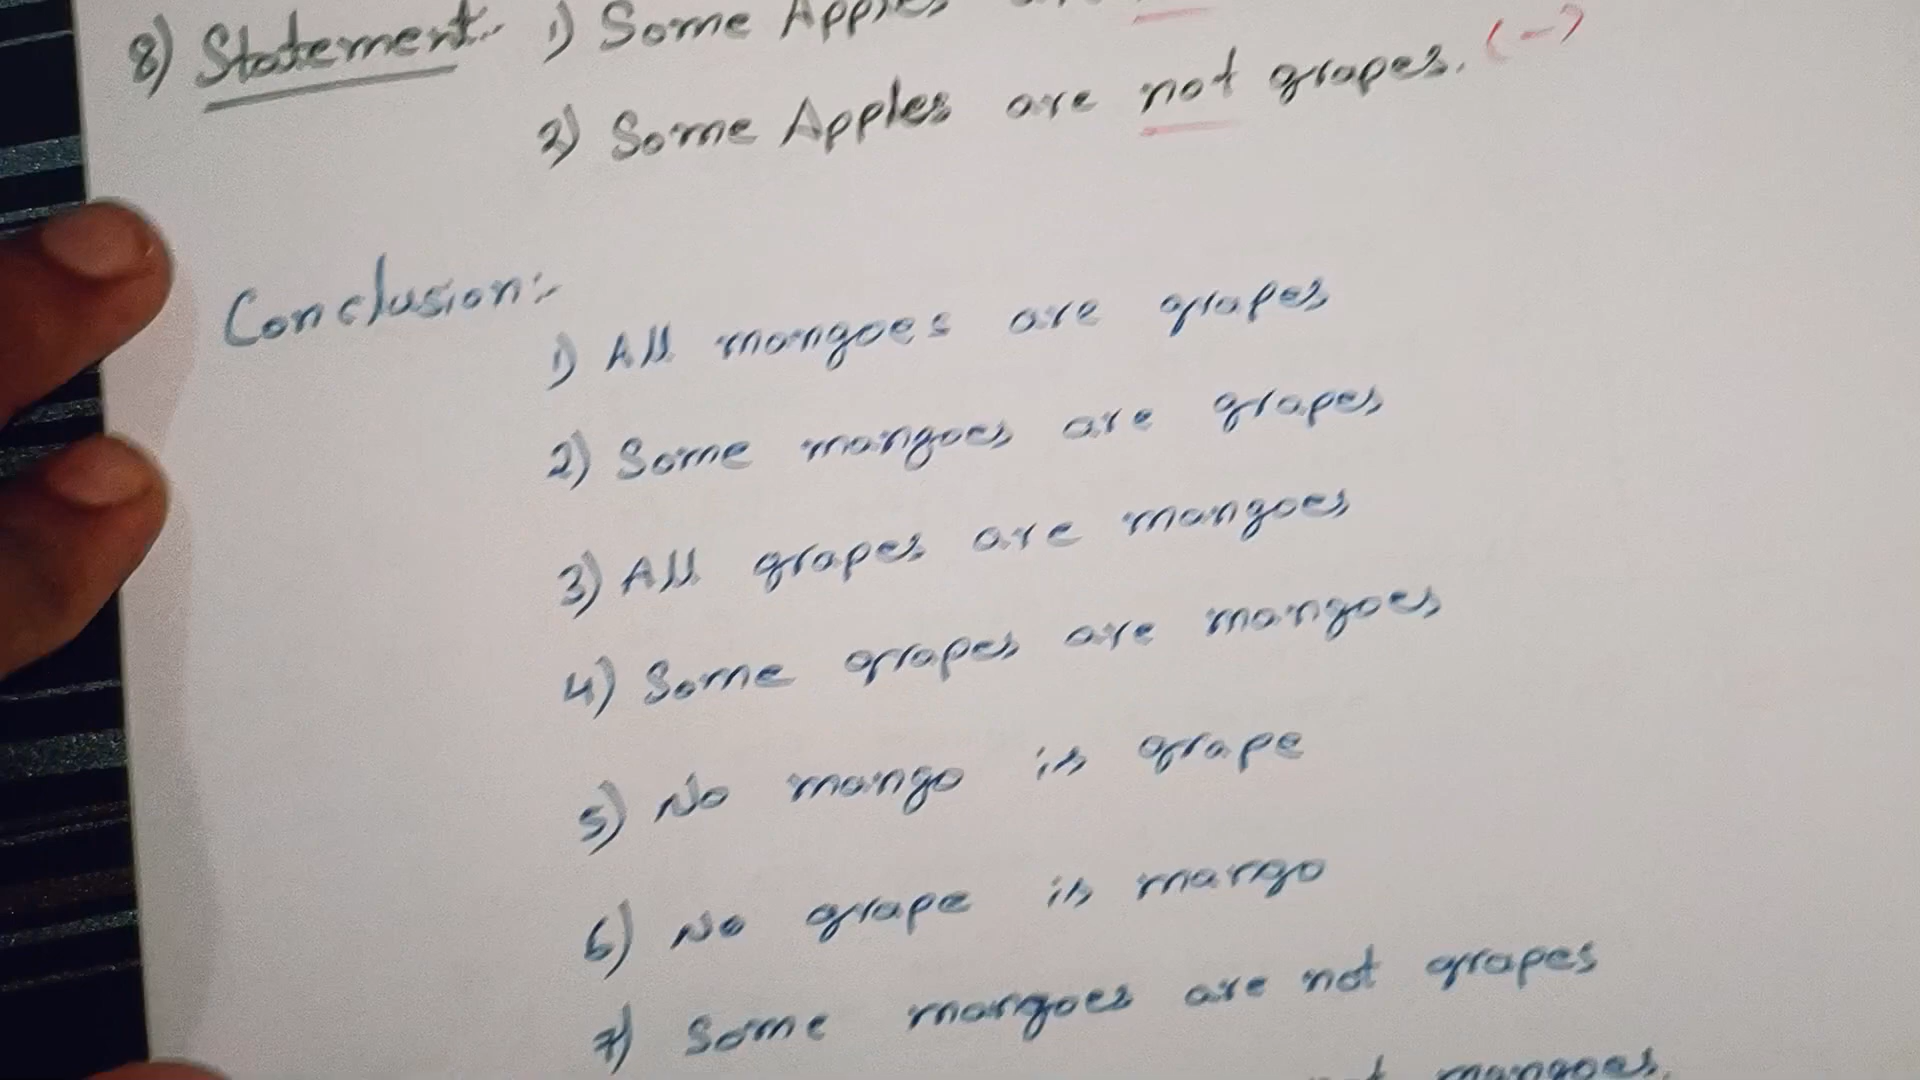 8) Statement:- 1) Some Apples
2) Some Apples are not grapes. (-)
Conclusion:-
1) All mangoes are grapes
2) Some mangoes are grapes
3) All grapes are mangoes
4) Some grapes are mangoes
5) No mango is grape
6) No grape is mango
7) Some mangoes are not grapes
mangoes.